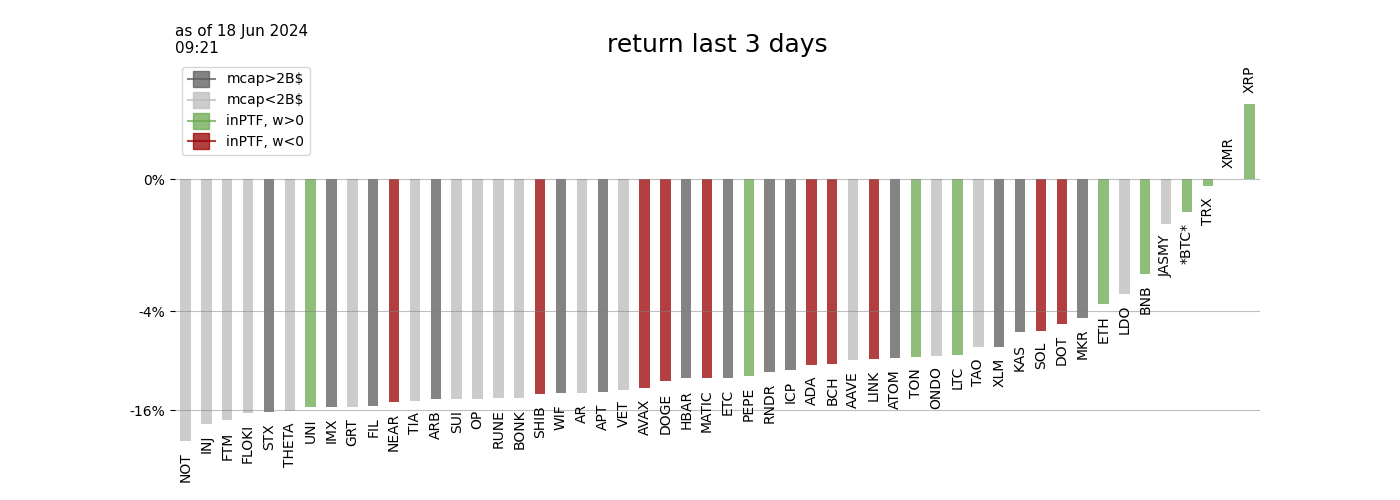 as of 18 Jun 2024
09:21
return last 3 days
mcap>2B$
mcap<2B$
inPTF, w>0
inPTF, w<0
0%
-4%
-16%
NOT
INJ
FTM
FLOKI
STX
THETA
UNI
IMX
GRT
FIL
NEAR
TIA
ARB
SUI
OP
RUNE
BONK
SHIB
WIF
AR
APT
VET
AVAX
DOGE
HBAR
MATIC
ETC
PEPE
RNDR
ICP
ADA
BCH
AAVE
LINK
ATOM
TON
ONDO
LTC
TAO
XLM
KAS
SOL
DOT
MKR
ETH
LDO
BNB
JASMY
*BTC*
TRX
XMR
XRP